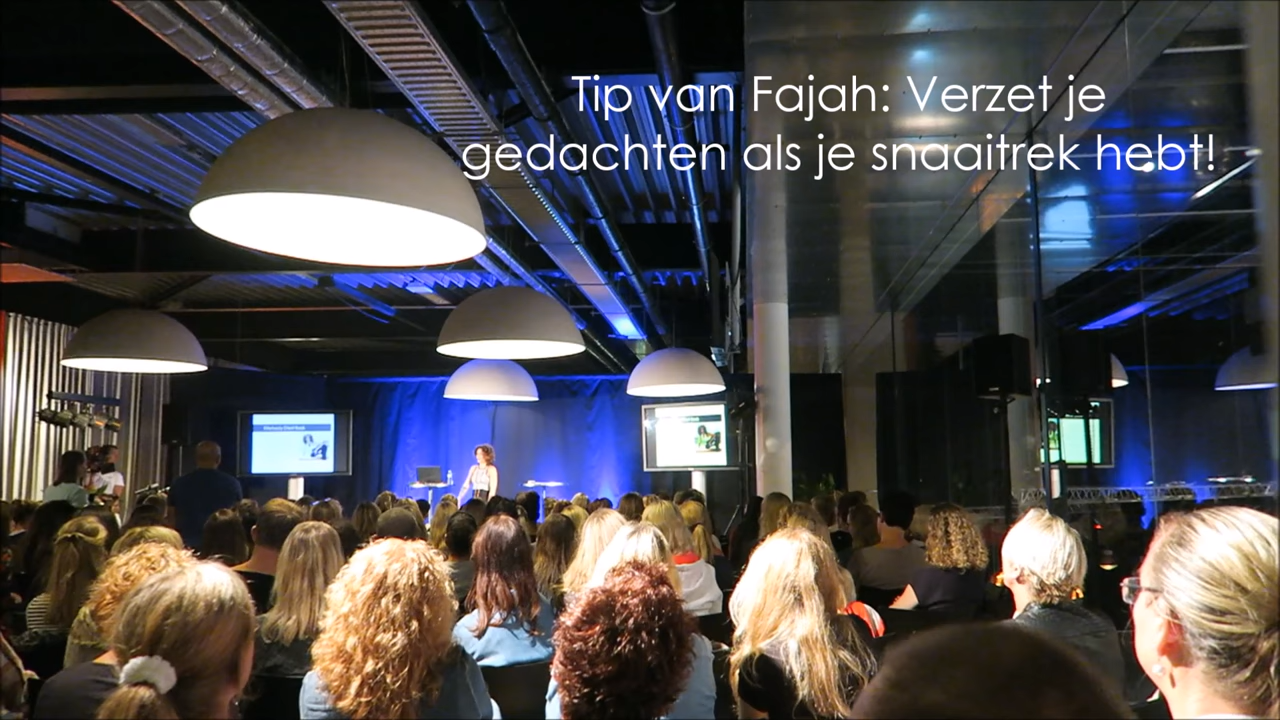 Tip van Fajah: Verzet je
gedachten als je snaaitrek hebt!